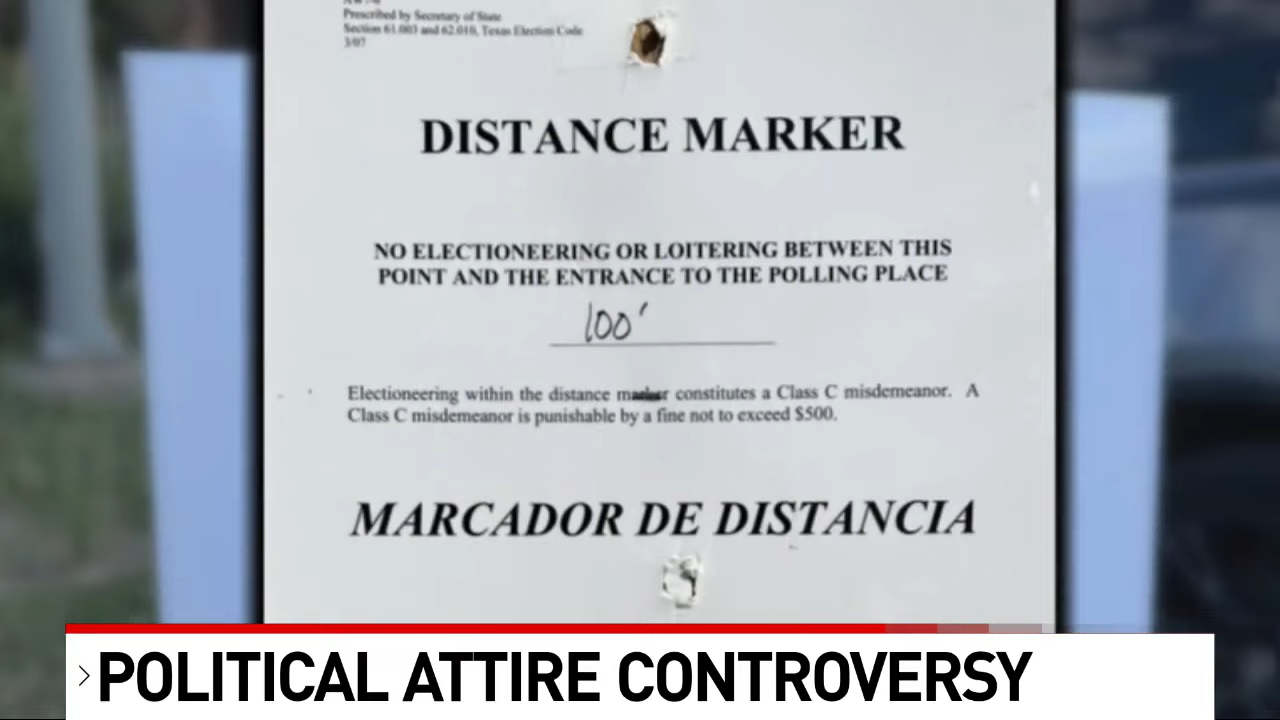 Prescribed by Secretary of State
Section 61.003 and 62.010, Texas Election Code
3/07
DISTANCE MARKER
NO ELECTIONEERING OR LOITERING BETWEEN THIS
POINT AND THE ENTRANCE TO THE POLLING PLACE
100'
Electioneering within the distance marker constitutes a Class C misdemeanor. A
Class C misdemeanor is punishable by a fine not to exceed $500.
MARCADOR DE DISTANCIA
POLITICAL ATTIRE CONTROVERSY